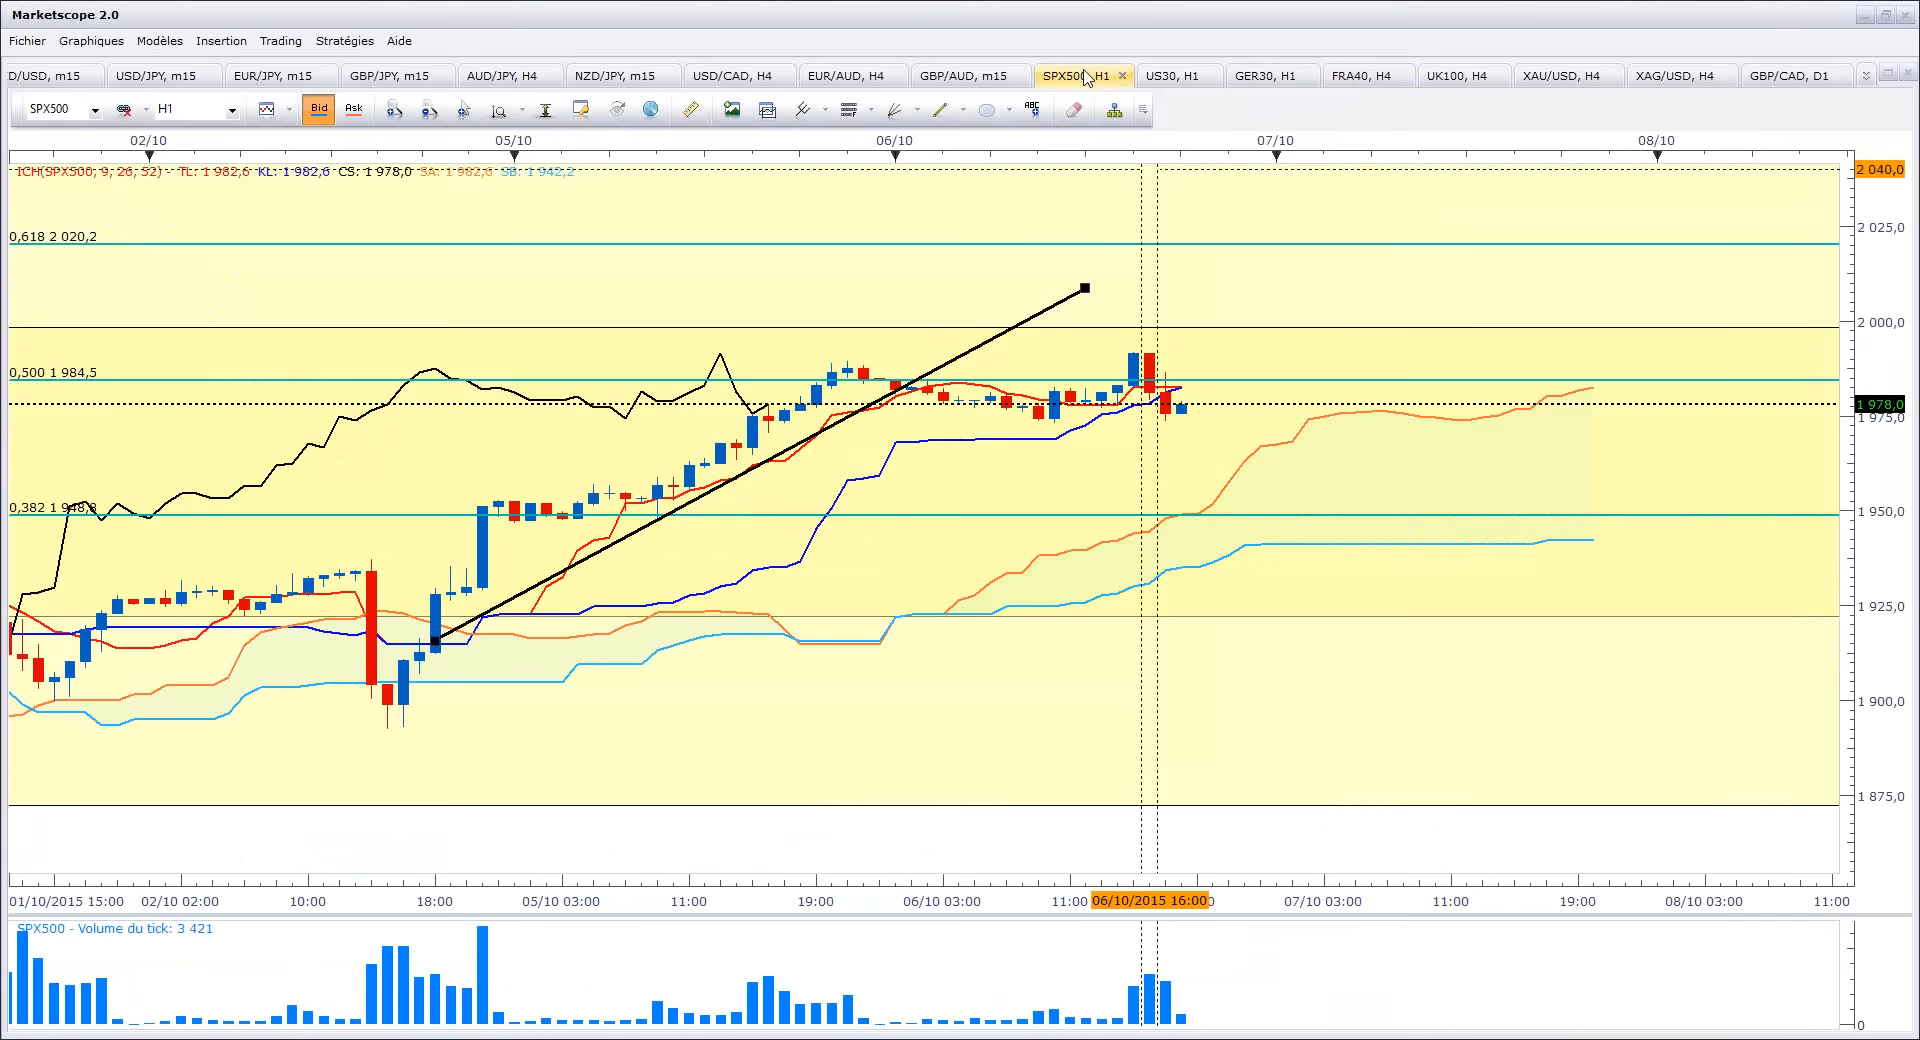 Marketscope 2.0
Fichier Graphiques Modèles Insertion Trading Stratégies Aide
D/USD, m15 USD/JPY, m15 EUR/JPY, m15 GBP/JPY, m15 AUD/JPY, H4 NZD/JPY, m15 USD/CAD, H4 EUR/AUD, H4 GBP/AUD, m15 SPX500, H1 US30, H1 GER30, H1 FRA40, H4 UK100, H4 XAU/USD, H4 XAG/USD, H4 GBP/CAD, D1
SPX500 H1 Bid Ask ABC
02/10 05/10 06/10 07/10 08/10
ICH(SPX500, 9, 26, 52) - TL: 1 982,6 KL: 1 982,6 CS: 1 978,0 SA: 1 982,6 SB: 1 942,2
2 040,0
2 025,0
0,618 2 020,2
2 000,0
0,500 1 984,5
1 978,0
1 975,0
0,382 1 948,8
1 950,0
1 925,0
1 900,0
1 875,0
01/10/2015 15:00 02/10 02:00 10:00 18:00 05/10 03:00 11:00 19:00 06/10 03:00 11:00 06/10/2015 16:00 07/10 03:00 11:00 19:00 08/10 03:00 11:00
SPX500 - Volume du tick: 3 421
0